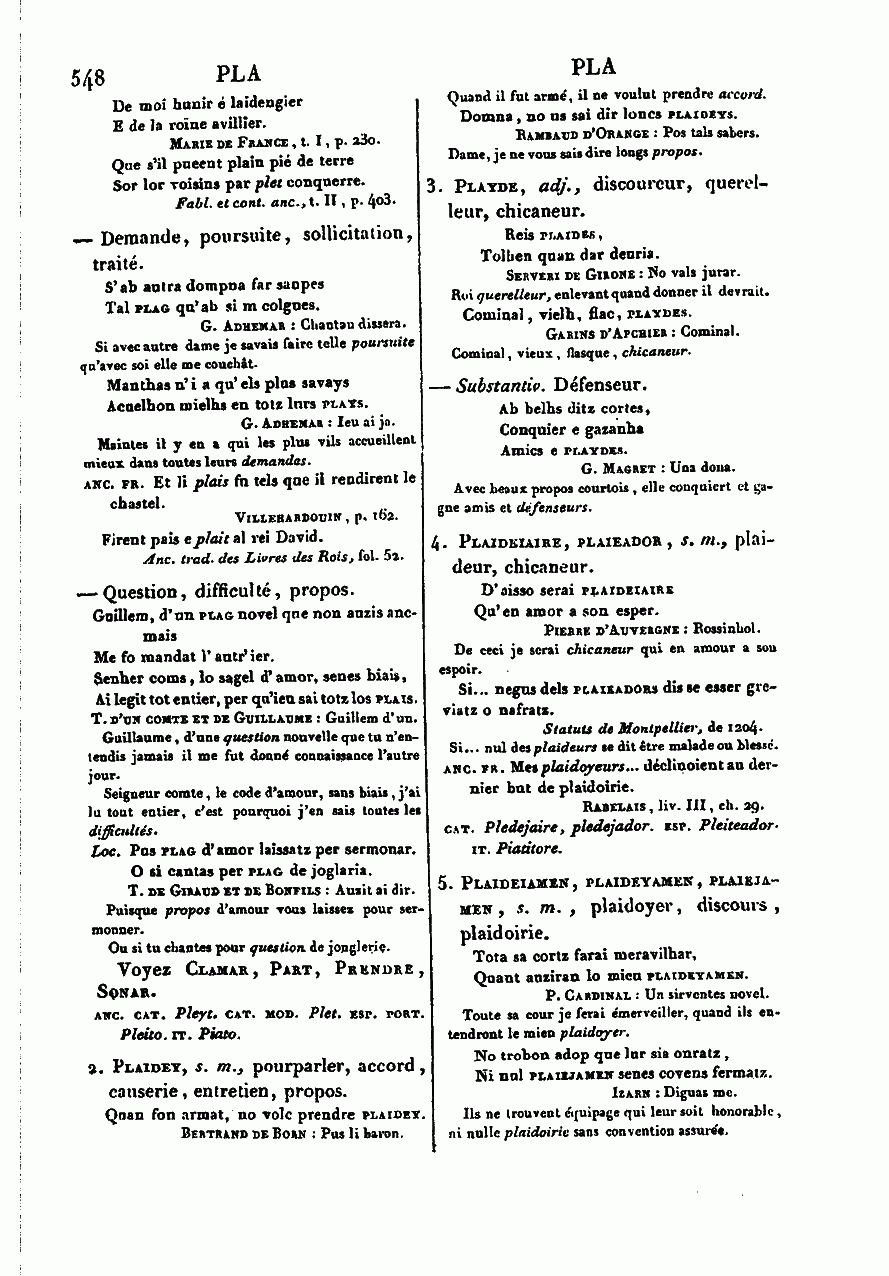 548 PLA
De moi hunir é laidengier
E de la roïne avillier.
MARIE DE FRANCE, t. I, p. 230.
Que s'il pueent plain pié de terre
Sor lor voisins par plet conquerre.
Fabl. et cont. anc., t. II, p. 403.
— Demande, poursuite, sollicitation,
traité.
S'ab autra dompna far saupes
Tal PLAG qu'ab si m colgues.
G. ADHEMAR : Chantan dissera.
Si avec autre dame je savais faire telle poursuite
qu'avec soi elle me couchât.
Manthas n'i a qu'els plus savays
Acuelhon mielhs en totz lurs PLAYS.
G. ADHEMAR : Ieu ai ja.
Maintes il y en a qui les plus vils accueillent
mieux dans toutes leurs demandes.
ANC. FR. Et li plais fu tels que il rendirent le
chastel.
VILLEHARDOUIN, p. 162.
Firent pais e plait al rei David.
Anc. trad. des Livres des Rois, fol. 52.
— Question, difficulté, propos.
Guillem, d'un PLAG novel que non auzis anc-
mais
Me fo mandat l'autr'ier.
Senher coms, lo sagel d'amor, senes biais,
Ai legit tot entier, per qu'ieu sai totz los PLAIS.
T. D'UN COMTE ET DE GUILLAUME : Guillem d'un.
Guillaume, d'une question nouvelle que tu n'en-
tendis jamais il me fut donné connaissance l'autre
jour.
Seigneur comte, le code d'amour, sans biais, j'ai
lu tout entier, c'est pourquoi j'en sais toutes les
difficultés.
Loc. Pus PLAG d'amor laissatz per sermonar.
O si cantas per PLAG de joglaria.
T. DE GIRAUD ET DE BONFILS : Auzit ai dir.
Puisque propos d'amour vous laissez pour ser-
monner.
Ou si tu chantes pour question de jonglerie.
Voyez CLAMAR, PART, PRENDRE,
SONAR.
ANC. CAT. Pleyt. CAT. MOD. Plet. ESP. PORT.
Pleito. IT. Piato.
2. PLAIDEY, s. m., pourparler, accord,
causerie, entretien, propos.
Quan fon armat, no volc prendre PLAIDEY.
BERTRAND DE BORN : Pus li baron.
PLA
Quand il fut armé, il ne voulut prendre accord.
Domna, no us sai dir loncs PLAIDEYS.
RAMBAUD D'ORANGE : Pos tals sabers.
Dame, je ne vous sais dire longs propos.
3. PLAYDE, adj., discoureur, querel-
leur, chicaneur.
Reis PLAIDES,
Tolhen quan dar deuria.
SERVERI DE GIRONE : No vals jurar.
Roi querelleur, enlevant quand donner il devrait.
Cominal, vielh, flac, PLAYDES.
GARINS D'APCHIER : Cominal.
Cominal, vieux, flasque, chicaneur.
— Substantiv. Défenseur.
Ab belhs ditz cortes,
Conquier e gazanha
Amics e PLAYDES.
G. MAGRET : Una dona.
Avec beaux propos courtois, elle conquiert et ga-
gne amis et défenseurs.
4. PLAIDEIAIRE, PLAIEADOR, s. m., plai-
deur, chicaneur.
D'aisso serai PLAIDEIAIRE
Qu'en amor a son esper.
PIERRE D'AUVERGNE : Rossinhol.
De ceci je serai chicaneur qui en amour a son
espoir.
Si... negus dels PLAIEADORS disse esser gre-
viatz o nafratz.
Statuts de Montpellier, de 1204.
Si... nul des plaideurs se dit être malade ou blessé.
ANC. FR. Mes plaidoyeurs... déclinoient au der-
nier but de plaidoirie.
RABELAIS, liv. III, ch. 29.
CAT. Pledejaire, pledejador. ESP. Pleiteador.
IT. Piatitore.
5. PLAIDEIAMEN, PLAIDEYAMEN, PLAIEJA-
MEN, s. m., plaidoyer, discours,
plaidoirie.
Tota sa cortz farai meravilhar,
Quant auziran lo mieu PLAIDEYAMEN.
P. CARDINAL : Un sirventes novel.
Toute sa cour je ferai émerveiller, quand ils en-
tendront le mien plaidoyer.
No trobon adop que lur sia onratz,
Ni nul PLAIEJAMEN senes covens fermatz.
IZARN : Diguas me.
Ils ne trouvent équipage qui leur soit honorable,
ni nulle plaidoirie sans convention assurée.